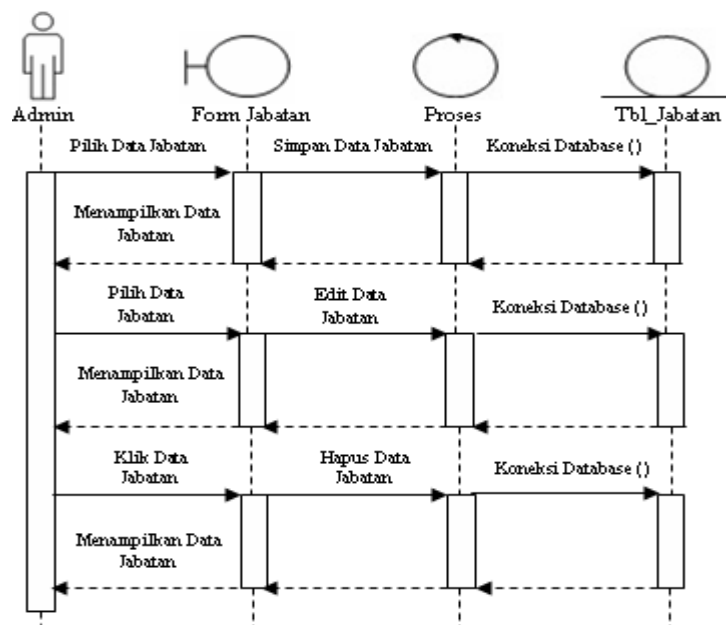 Admin
Form Jabatan
Proses
Tbl_Jabatan
Pilih Data Jabatan
Simpan Data Jabatan
Koneksi Database ()
Menampilkan Data
Jabatan
Pilih Data
Jabatan
Edit Data
Jabatan
Koneksi Database ()
Menampilkan Data
Jabatan
Klik Data
Jabatan
Hapus Data
Jabatan
Koneksi Database ()
Menampilkan Data
Jabatan